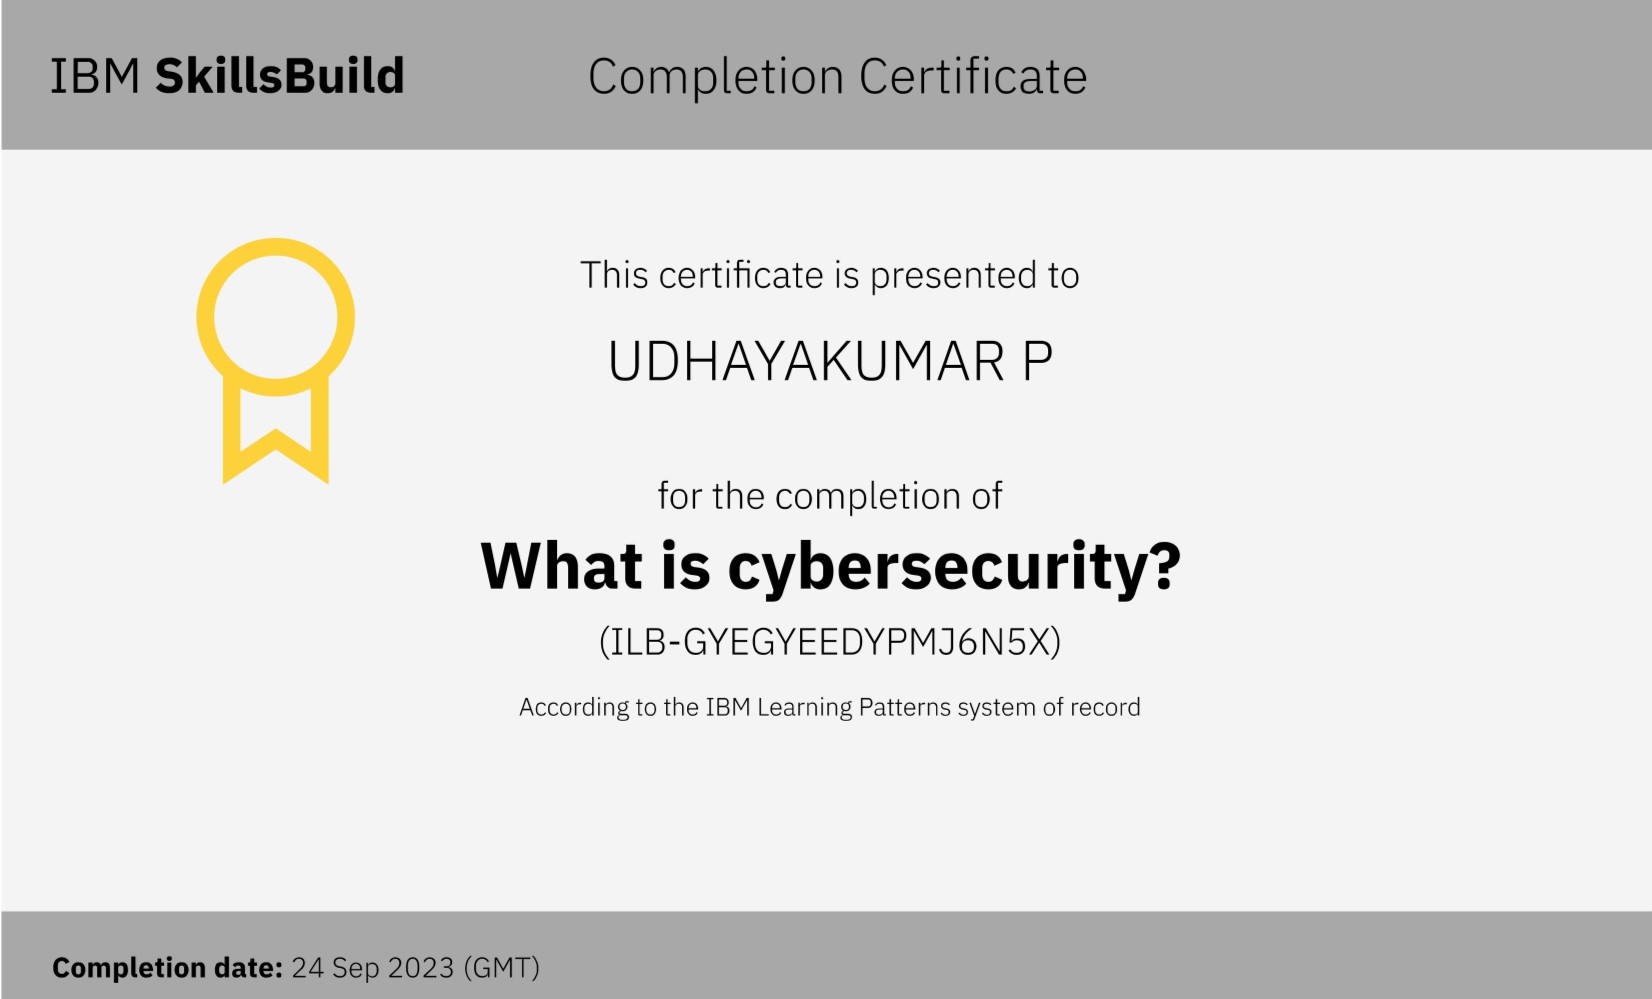 IBM SkillsBuild
Completion Certificate
This certificate is presented to
UDHAYAKUMAR P
for the completion of
What is cybersecurity?
(ILB-GYEGYEEDYPMJ6N5X)
According to the IBM Learning Patterns system of record
Completion date: 24 Sep 2023 (GMT)